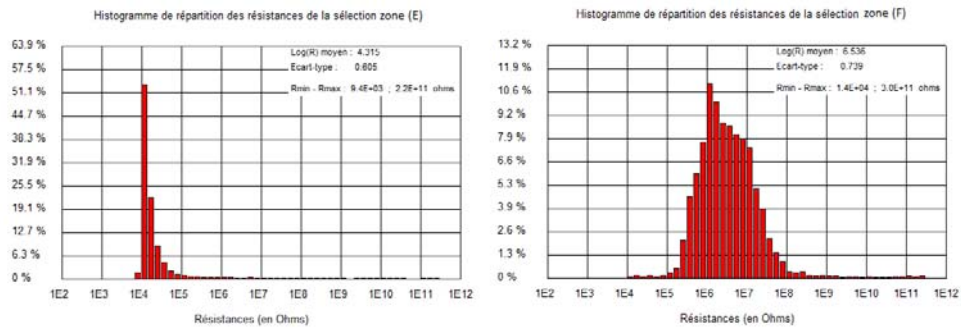 Histogramme de répartition des résistances de la sélection zone (E)
63.9 %
57.5 %
51.1 %
44.7 %
38.3 %
31.9 %
25.5 %
19.1 %
12.7 %
6.3 %
0 %
Log(R) moyen : 4.315
Ecart-type : 0.605
Rmin - Rmax : 9.4E+03 ; 2.2E+11 ohms
1E2 1E3 1E4 1E5 1E6 1E7 1E8 1E9 1E10 1E11 1E12
Résistances (en Ohms)
Histogramme de répartition des résistances de la sélection zone (F)
13.2 %
11.9 %
10.6 %
9.2 %
7.9 %
6.6 %
5.3 %
3.9 %
2.6 %
1.3 %
0 %
Log(R) moyen : 6.536
Ecart-type : 0.739
Rmin - Rmax : 1.4E+04 ; 3.0E+11 ohms
1E2 1E3 1E4 1E5 1E6 1E7 1E8 1E9 1E10 1E11 1E12
Résistances (en Ohms)